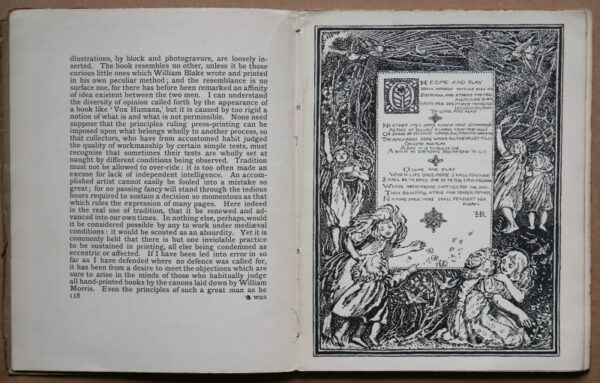 illustrations, by block and photogravure, are loosely in-
serted. The book resembles no other, unless it be those
curious little ones which William Blake wrote and printed
in his own peculiar method; and the resemblance is no
surface one, for there has before been remarked an affinity
of idea existent between the two men. I can understand
the diversity of opinion called forth by the appearance of
a book like ‘Vox Humana,’ but it is caused by too rigid a
notion of what is and what is not permissible. None need
suppose that the principles ruling press-printing can be
imposed upon what belongs wholly to another process, so
that collectors, who have from accustomed habit judged
the quality of workmanship by certain simple tests, must
recognise that sometimes their tests are wholly set at
naught by different conditions being observed. Tradition
must not be allowed to over-ride; it is too often made an
excuse for lack of independent intelligence. An accom-
plished artist cannot easily be fooled into a mistake so
great; for no passing fancy will stand through the tedious
hours required to sustain a decision so momentous as that
which rules the expression of many pages. Here indeed
is the real use of tradition, that it be renewed and ad-
vanced into our own times. In nothing else, perhaps, would
it be considered possible by any to work under mediæval
conditions: it would be scouted as an absurdity. Yet it is
commonly held that there is but one inviolable practice
to be sustained in printing, all else being condemned as
eccentric or affected. If I have been led into error in so
far as I have defended where no defence was called for,
it has been from a desire to meet the objections which are
sure to arise in the minds of those who habitually judge
all hand-printed books by the canons laid down by William
Morris. Even the principles of such a great man as he
118 was
COME AND PLAY
TO COME AND PLAY
O COME AND PLAY
O COME AND PLAY
WHEN LIFE ONCE MORE SHALL
NATURE ONCE MORE SHALL
HR